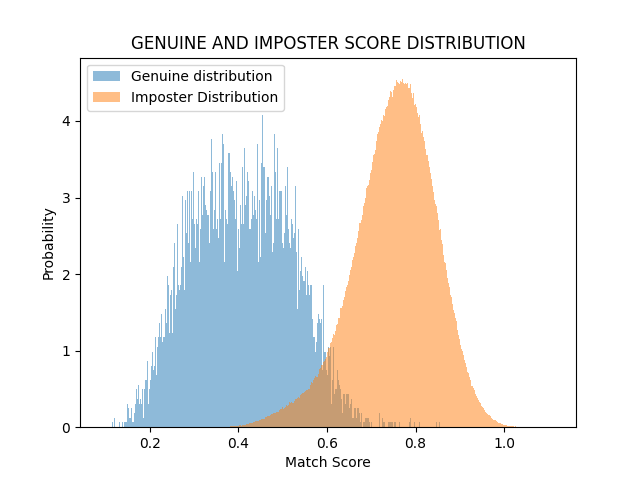 GENUINE AND IMPOSTER SCORE DISTRIBUTION
Genuine distribution
Imposter Distribution
Probability
4
3
2
1
0
0.2 0.4 0.6 0.8 1.0
Match Score